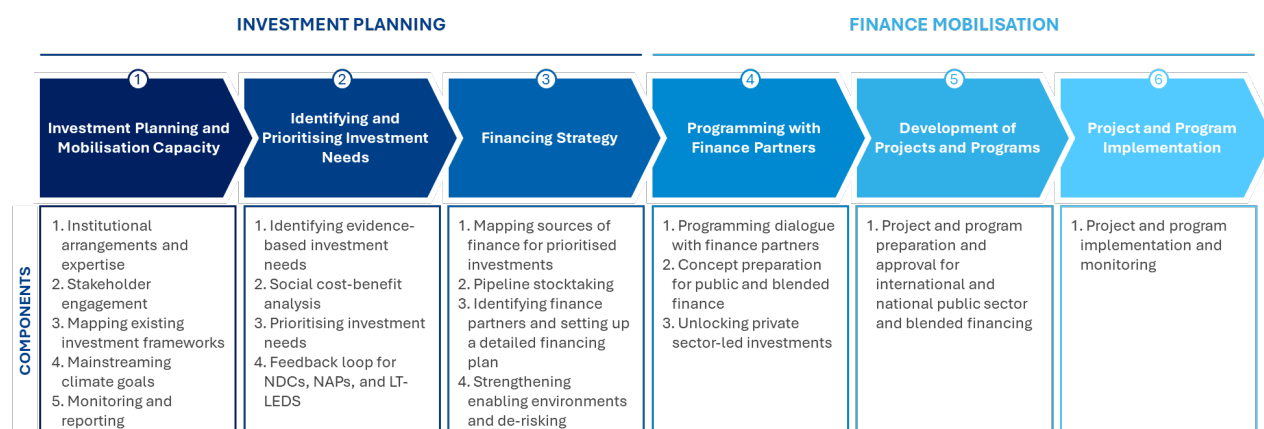 INVESTMENT PLANNING
FINANCE MOBILISATION
1
Investment Planning and
Mobilisation Capacity
2
Identifying and
Prioritising Investment
Needs
3
Financing Strategy
4
Programming with
Finance Partners
5
Development of
Projects and Programs
6
Project and Program
Implementation
COMPONENTS
1. Institutional
arrangements and
expertise
2. Stakeholder
engagement
3. Mapping existing
investment frameworks
4. Mainstreaming
climate goals
5. Monitoring and
reporting
1. Identifying evidence-
based investment
needs
2. Social cost-benefit
analysis
3. Prioritising investment
needs
4. Feedback loop for
NDCs, NAPs, and LT-
LEDS
1. Mapping sources of
finance for prioritised
investments
2. Pipeline stocktaking
3. Identifying finance
partners and setting up
a detailed financing
plan
4. Strengthening
enabling environments
and de-risking
1. Programming dialogue
with finance partners
2. Concept preparation
for public and blended
finance
3. Unlocking private
sector-led investments
1. Project and program
preparation and
approval for
international and
national public sector
and blended financing
1. Project and program
implementation and
monitoring